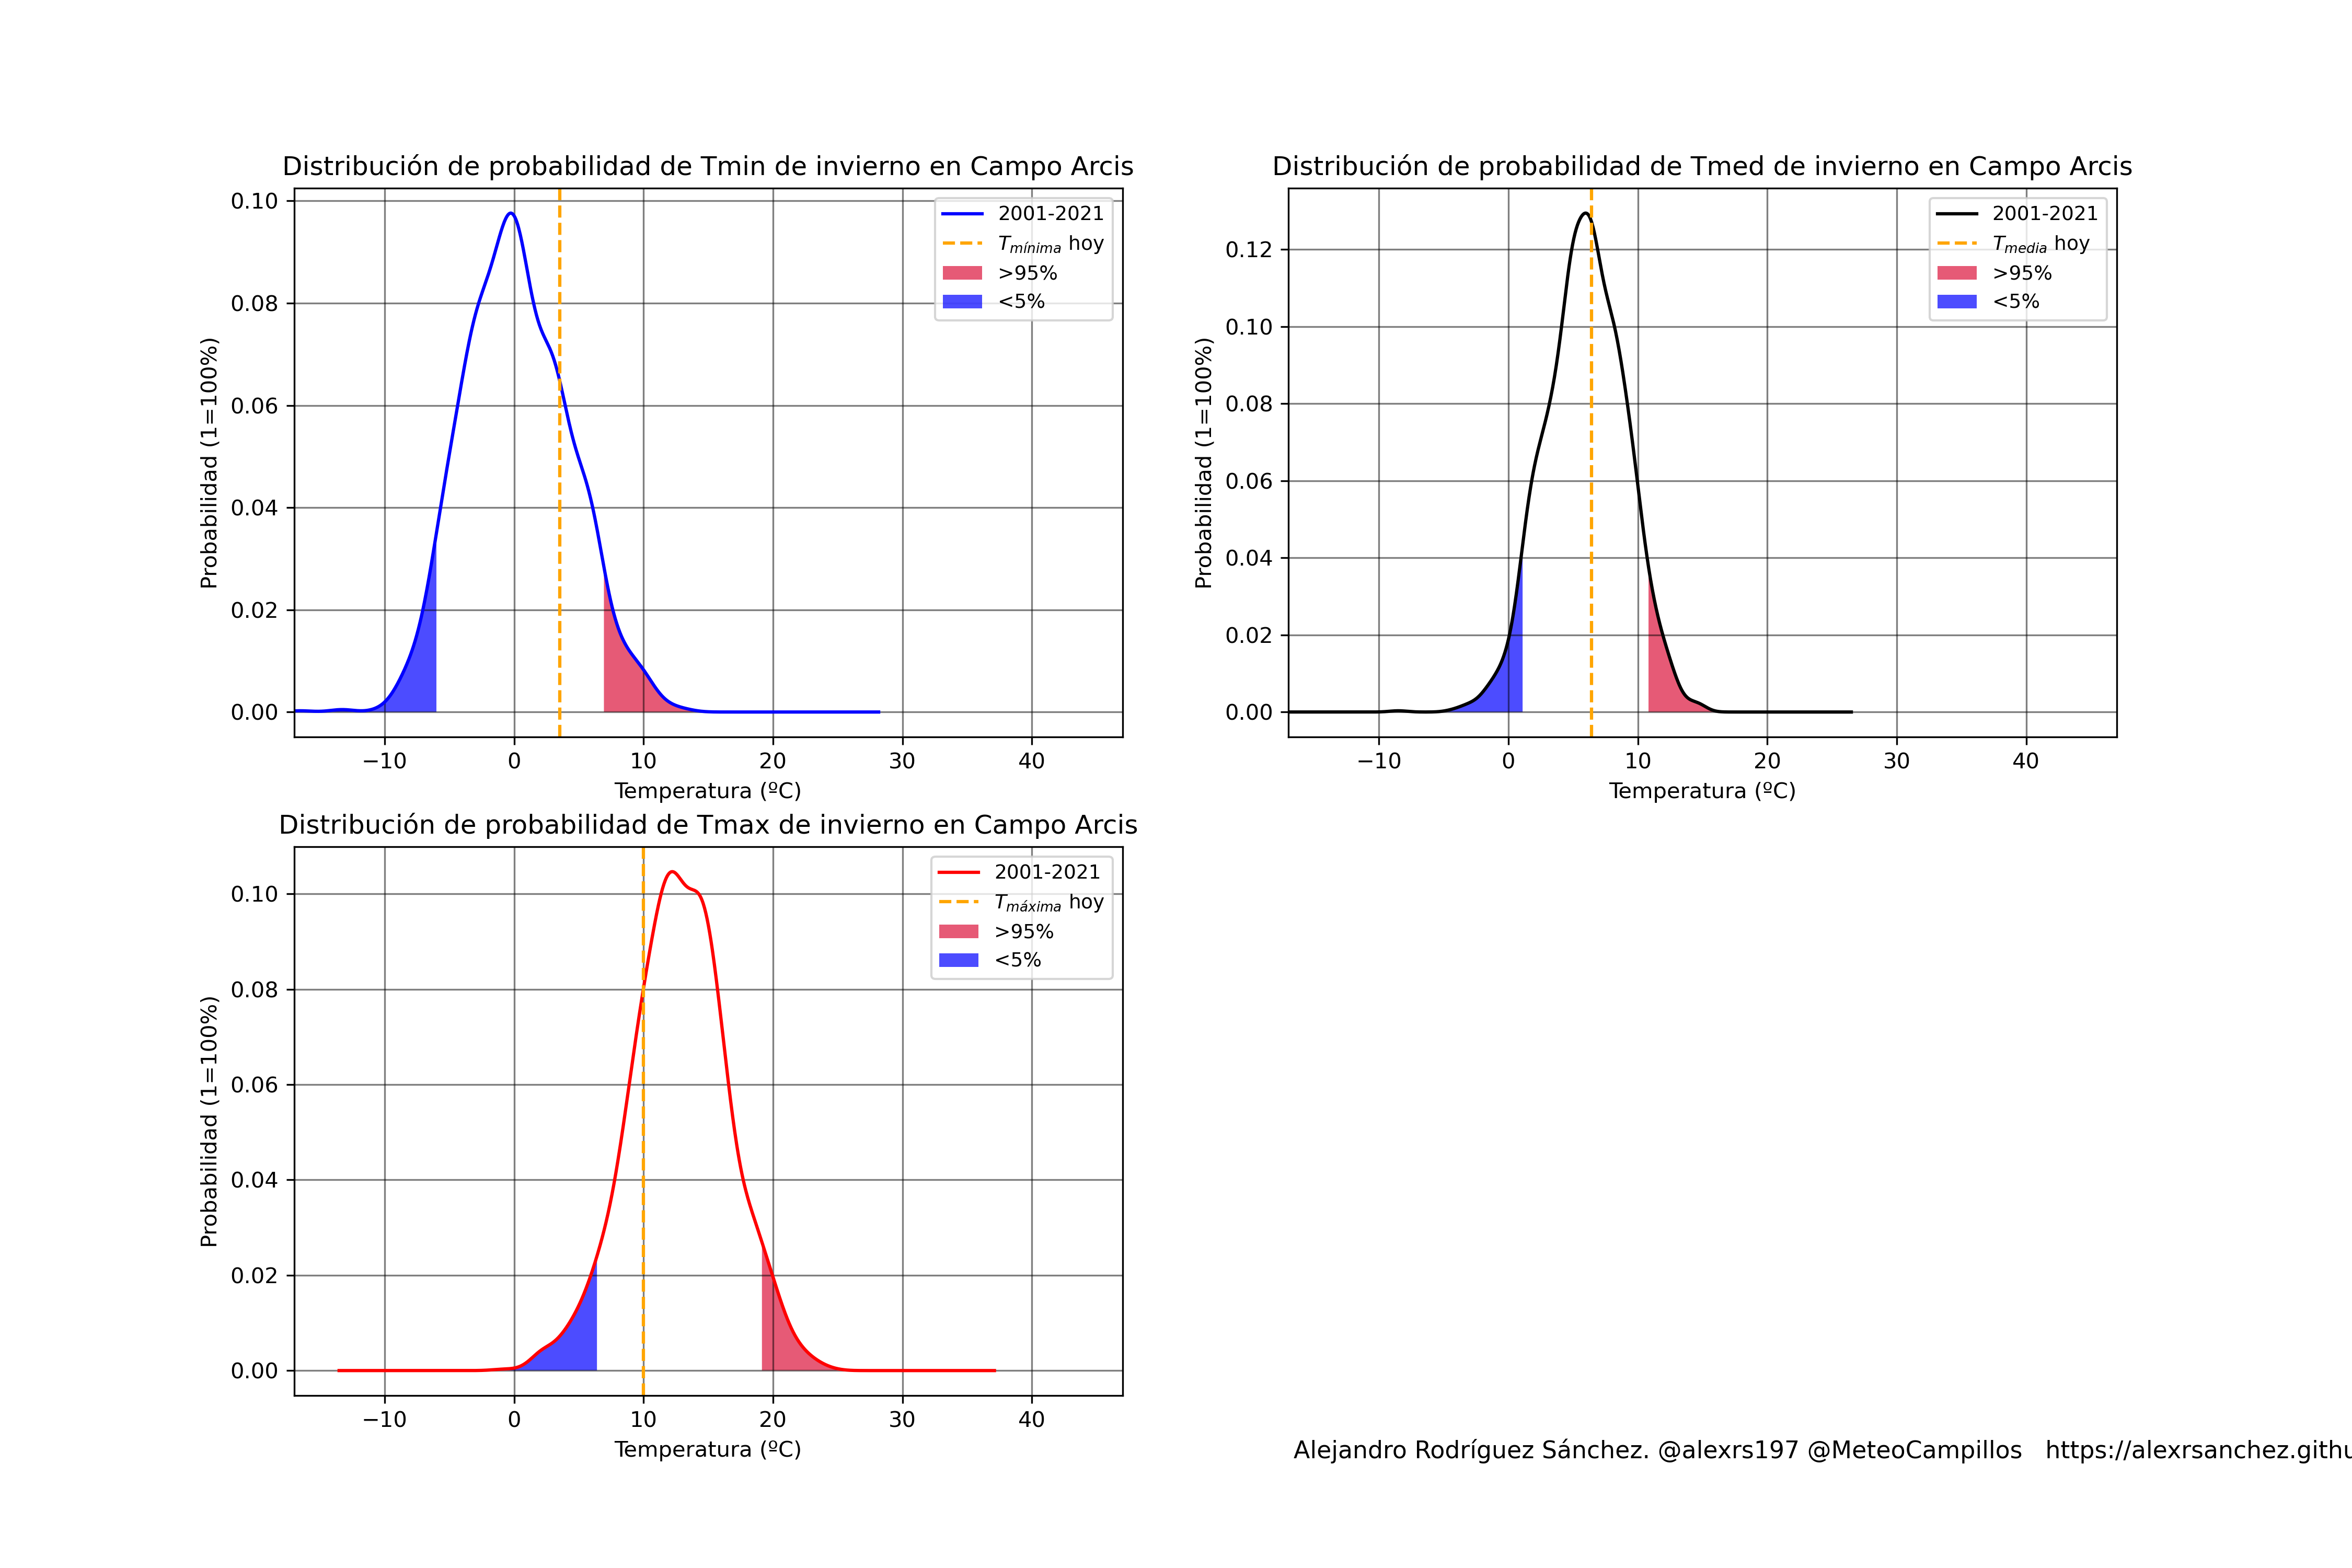 Distribución de probabilidad de Tmin de invierno en Campo Arcis
Probabilidad (1=100%)
0.10
0.08
0.06
0.04
0.02
0.00
−10 0 10 20 30 40
Temperatura (ºC)
2001-2021
Tmínima hoy
>95%
<5%
Distribución de probabilidad de Tmed de invierno en Campo Arcis
Probabilidad (1=100%)
0.12
0.10
0.08
0.06
0.04
0.02
0.00
−10 0 10 20 30 40
Temperatura (ºC)
2001-2021
Tmedia hoy
>95%
<5%
Distribución de probabilidad de Tmax de invierno en Campo Arcis
Probabilidad (1=100%)
0.10
0.08
0.06
0.04
0.02
0.00
−10 0 10 20 30 40
Temperatura (ºC)
2001-2021
Tmáxima hoy
>95%
<5%
Alejandro Rodríguez Sánchez. @alexrs197 @MeteoCampillos https://alexrsanchez.githu